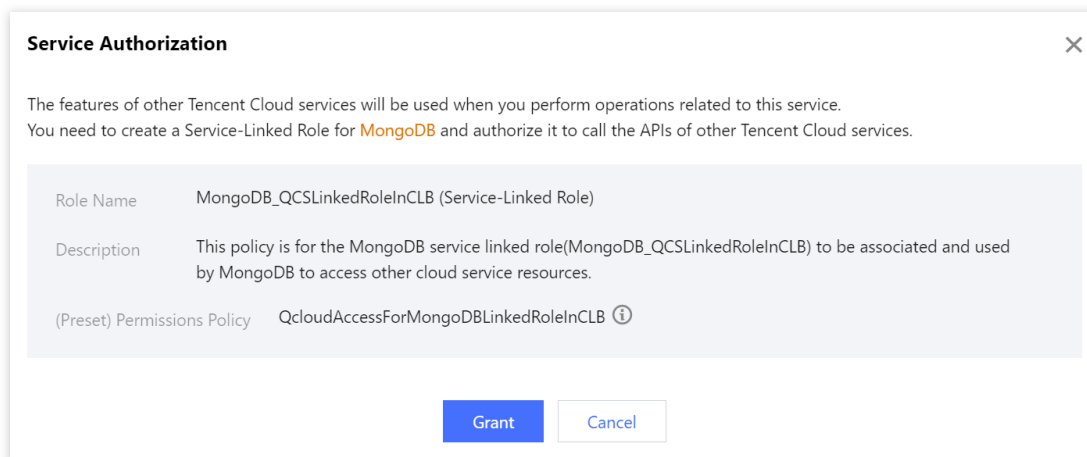 Service Authorization
The features of other Tencent Cloud services will be used when you perform operations related to this service.
You need to create a Service-Linked Role for MongoDB and authorize it to call the APIs of other Tencent Cloud services.
Role Name MongoDB_QCSLinkedRoleInCLB (Service-Linked Role)
Description This policy is for the MongoDB service linked role(MongoDB_QCSLinkedRoleInCLB) to be associated and used
by MongoDB to access other cloud service resources.
(Preset) Permissions Policy QcloudAccessForMongoDBLinkedRoleInCLB
Grant Cancel